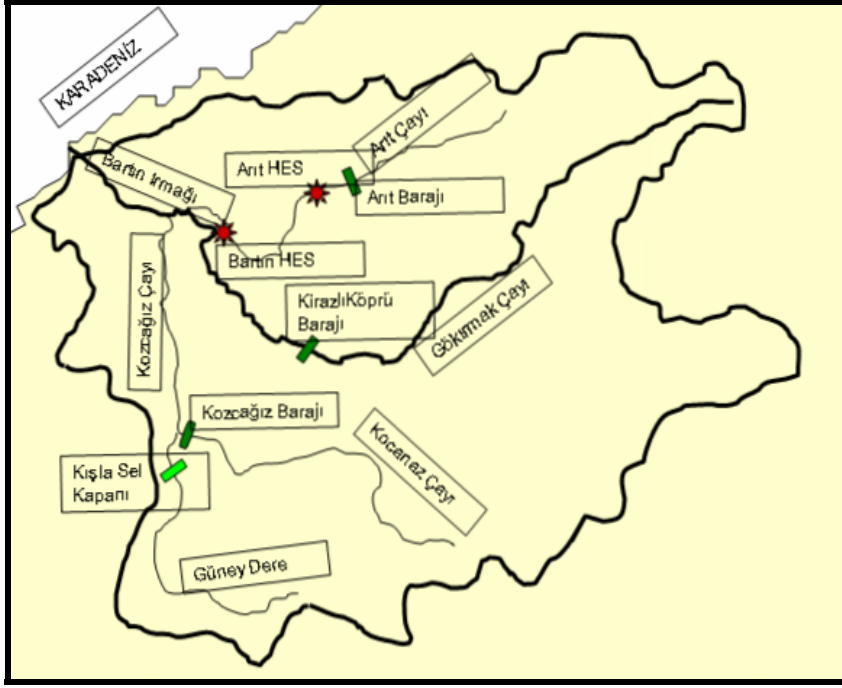 KARADENİZ
Bartın Irmağı
Arıt HES
Arıt Çayı
Arıt Barajı
Bartın HES
Kozcağız Çayı
KirazlıKöprü
Barajı
Gökırmak Çayı
Kozcağız Barajı
Kocanaz Çayı
Kışla Sel
Kapanı
Güney Dere